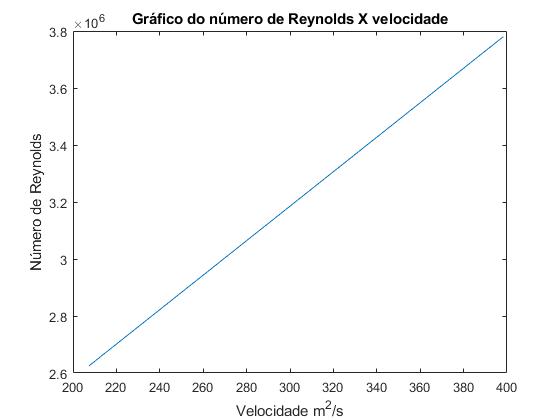 Gráfico do número de Reynolds X velocidade
×10^6
3.8
3.6
3.4
3.2
3
2.8
2.6
Número de Reynolds
200 220 240 260 280 300 320 340 360 380 400
Velocidade m^2/s